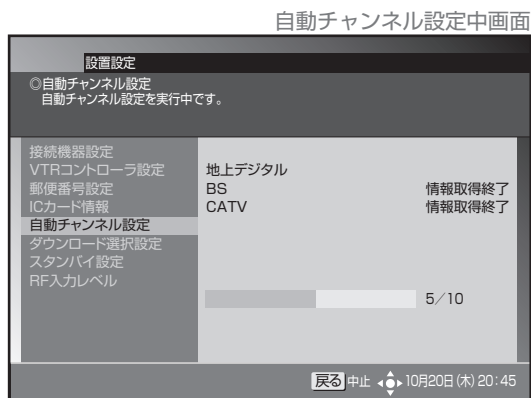 自動チャンネル設定中画面
設置設定
◎自動チャンネル設定
自動チャンネル設定を実行中です。
接続機器設定
VTRコントローラ設定
郵便番号設定
ICカード情報
自動チャンネル設定
ダウンロード選択設定
スタンバイ設定
RF入力レベル
地上デジタル
BS 情報取得終了
CATV 情報取得終了
5/10
戻る 中止 10月20日(木)20:45